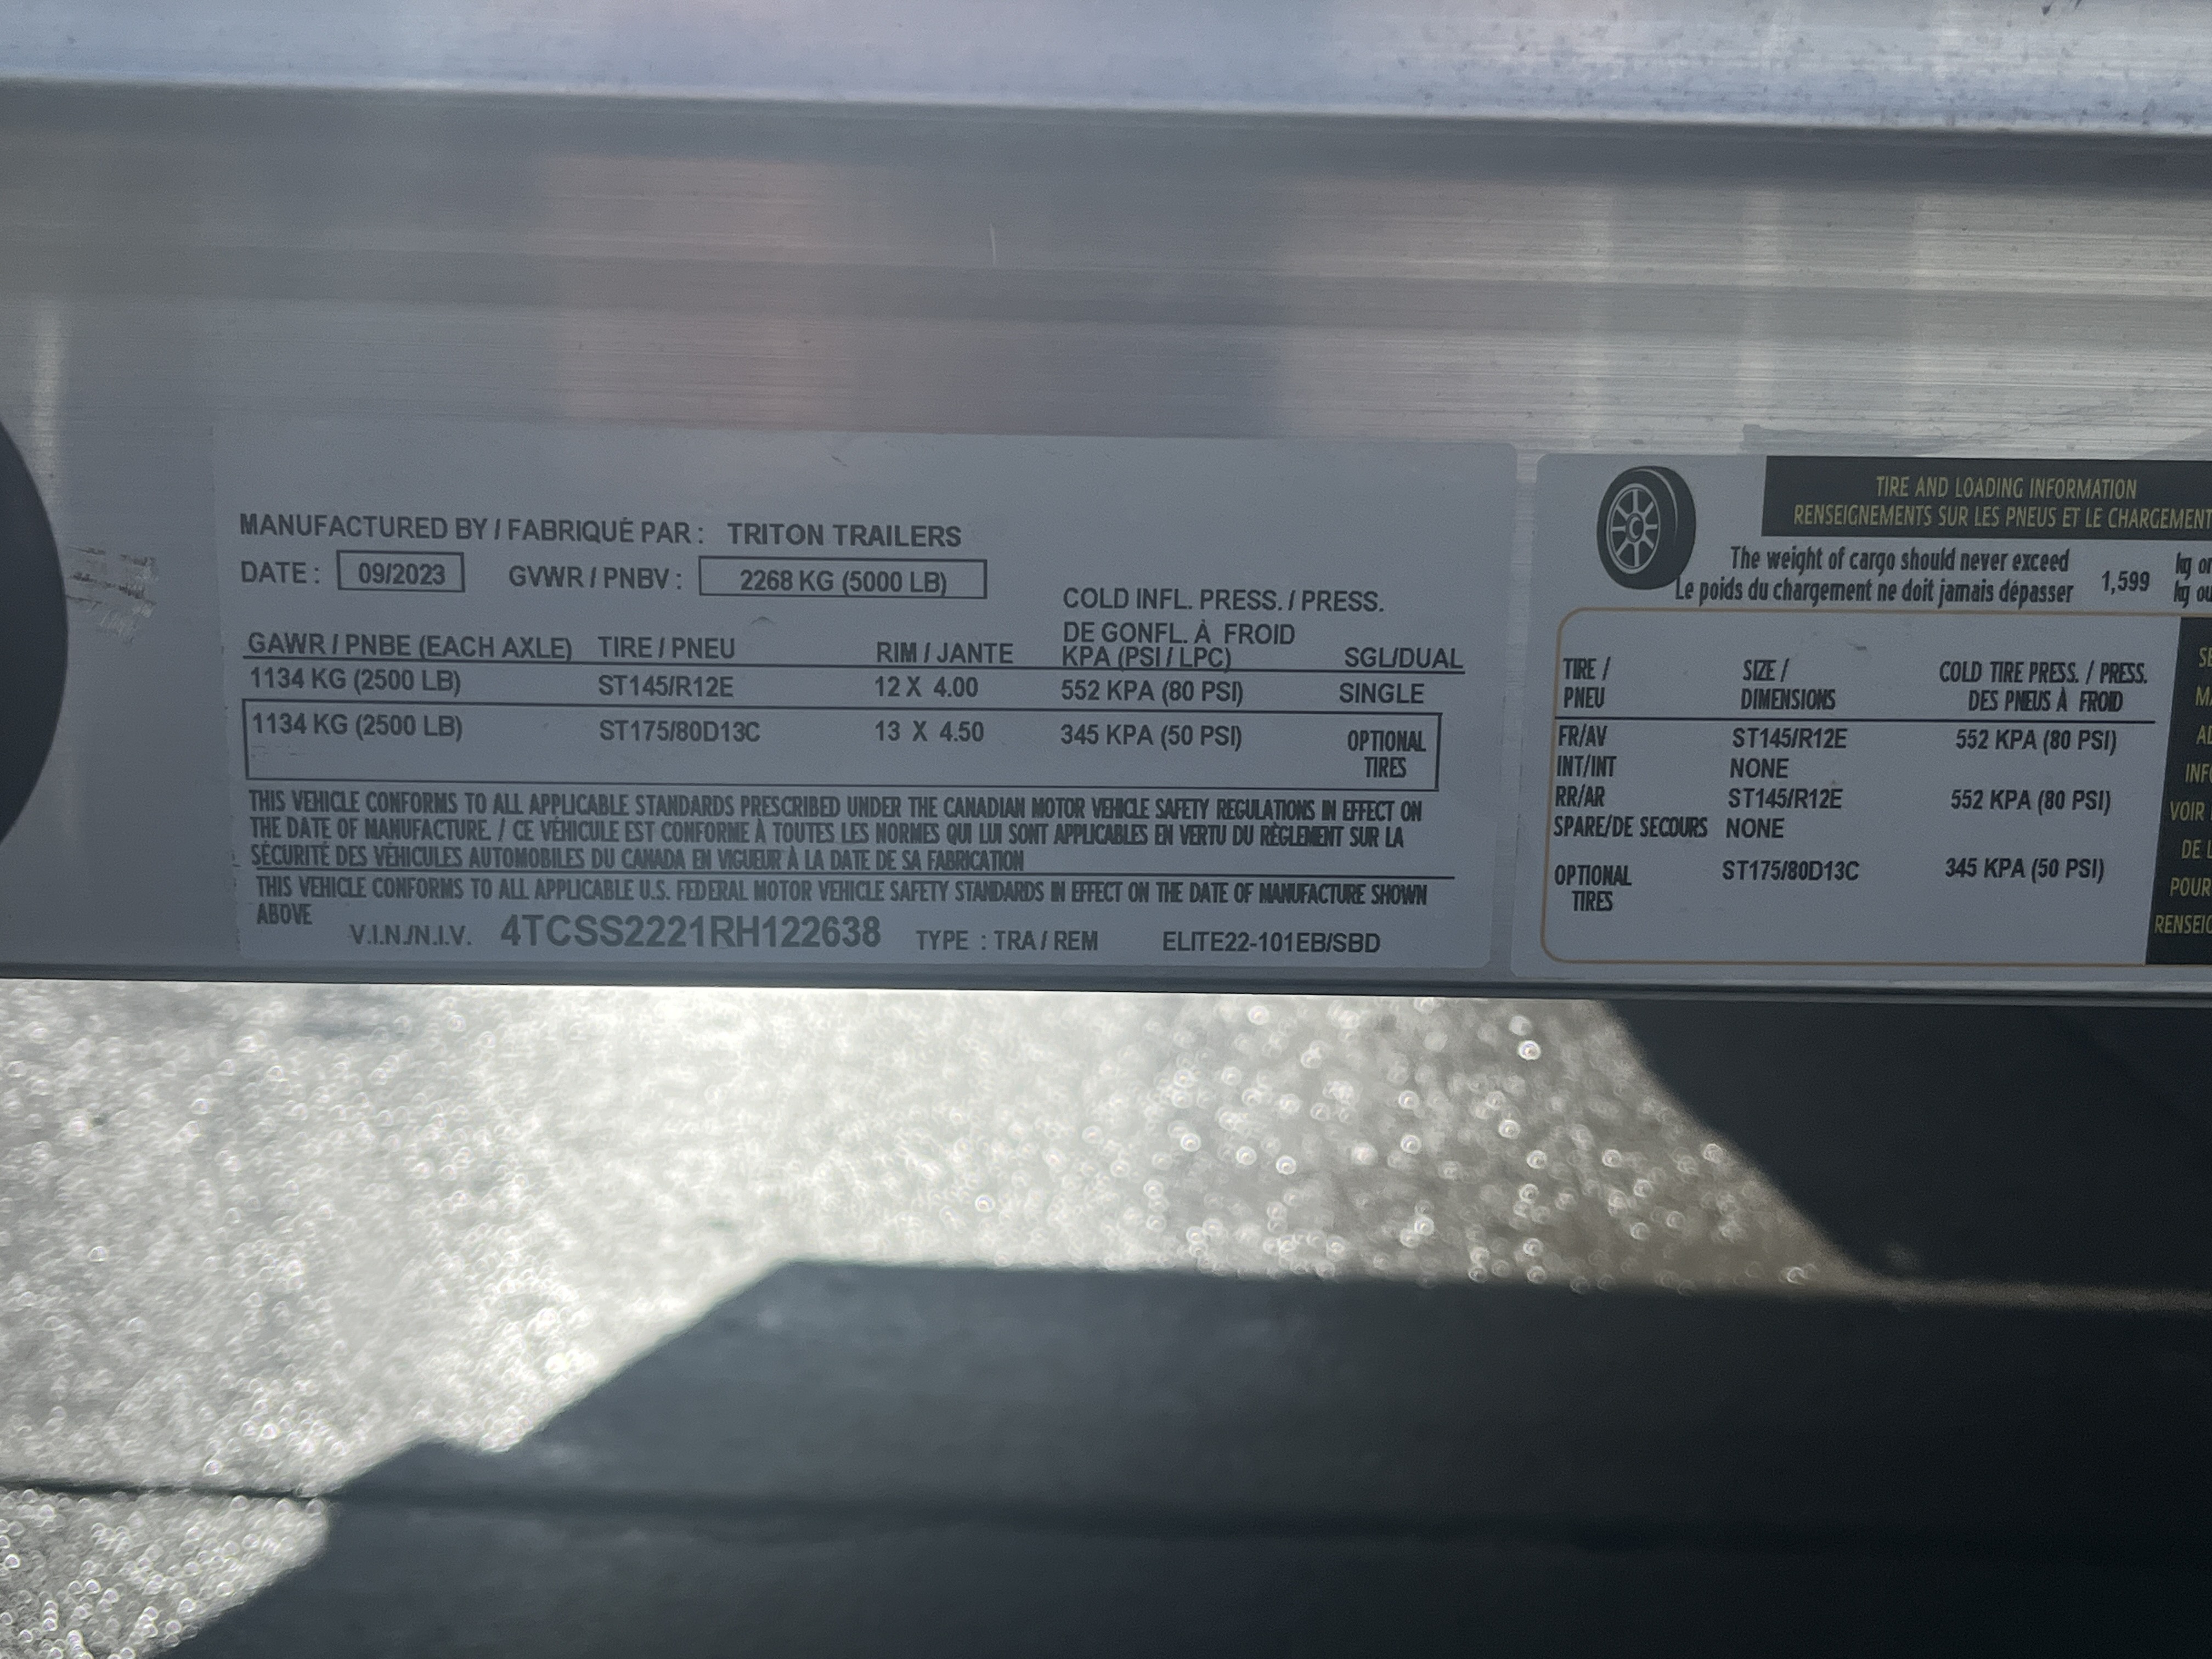 MANUFACTURED BY / FABRIQUÉ PAR : TRITON TRAILERS
DATE : 09/2023 GVWR / PNBV : 2268 KG (5000 LB)
COLD INFL. PRESS. / PRESS.
DE GONFL. À FROID
GAWR / PNBE (EACH AXLE) TIRE / PNEU RIM / JANTE KPA (PSI / LPC) SGL/DUAL
1134 KG (2500 LB) ST145/R12E 12 X 4.00 552 KPA (80 PSI) SINGLE
1134 KG (2500 LB) ST175/80D13C 13 X 4.50 345 KPA (50 PSI) OPTIONAL
TIRES
THIS VEHICLE CONFORMS TO ALL APPLICABLE STANDARDS PRESCRIBED UNDER THE CANADIAN MOTOR VEHICLE SAFETY REGULATIONS IN EFFECT ON
THE DATE OF MANUFACTURE. / CE VÉHICULE EST CONFORME À TOUTES LES NORMES QUI LUI SONT APPLICABLES EN VERTU DU RÈGLEMENT SUR LA
SÉCURITÉ DES VÉHICULES AUTOMOBILES DU CANADA EN VIGUEUR À LA DATE DE SA FABRICATION
THIS VEHICLE CONFORMS TO ALL APPLICABLE U.S. FEDERAL MOTOR VEHICLE SAFETY STANDARDS IN EFFECT ON THE DATE OF MANUFACTURE SHOWN
ABOVE
V.I.N./N.I.V. 4TCSS2221RH122638 TYPE : TRA / REM ELITE22-101EB/SBD
TIRE AND LOADING INFORMATION
RENSEIGNEMENTS SUR LES PNEUS ET LE CHARGEMENT
The weight of cargo should never exceed 1,599 kg or
Le poids du chargement ne doit jamais dépasser kg ou
TIRE / SIZE / COLD TIRE PRESS. / PRESS.
PNEU DIMENSIONS DES PNEUS À FROID
FR/AV ST145/R12E 552 KPA (80 PSI)
INT/INT NONE
RR/AR ST145/R12E 552 KPA (80 PSI)
SPARE/DE SECOURS NONE
OPTIONAL ST175/80D13C 345 KPA (50 PSI)
TIRES
VOIR
POUR